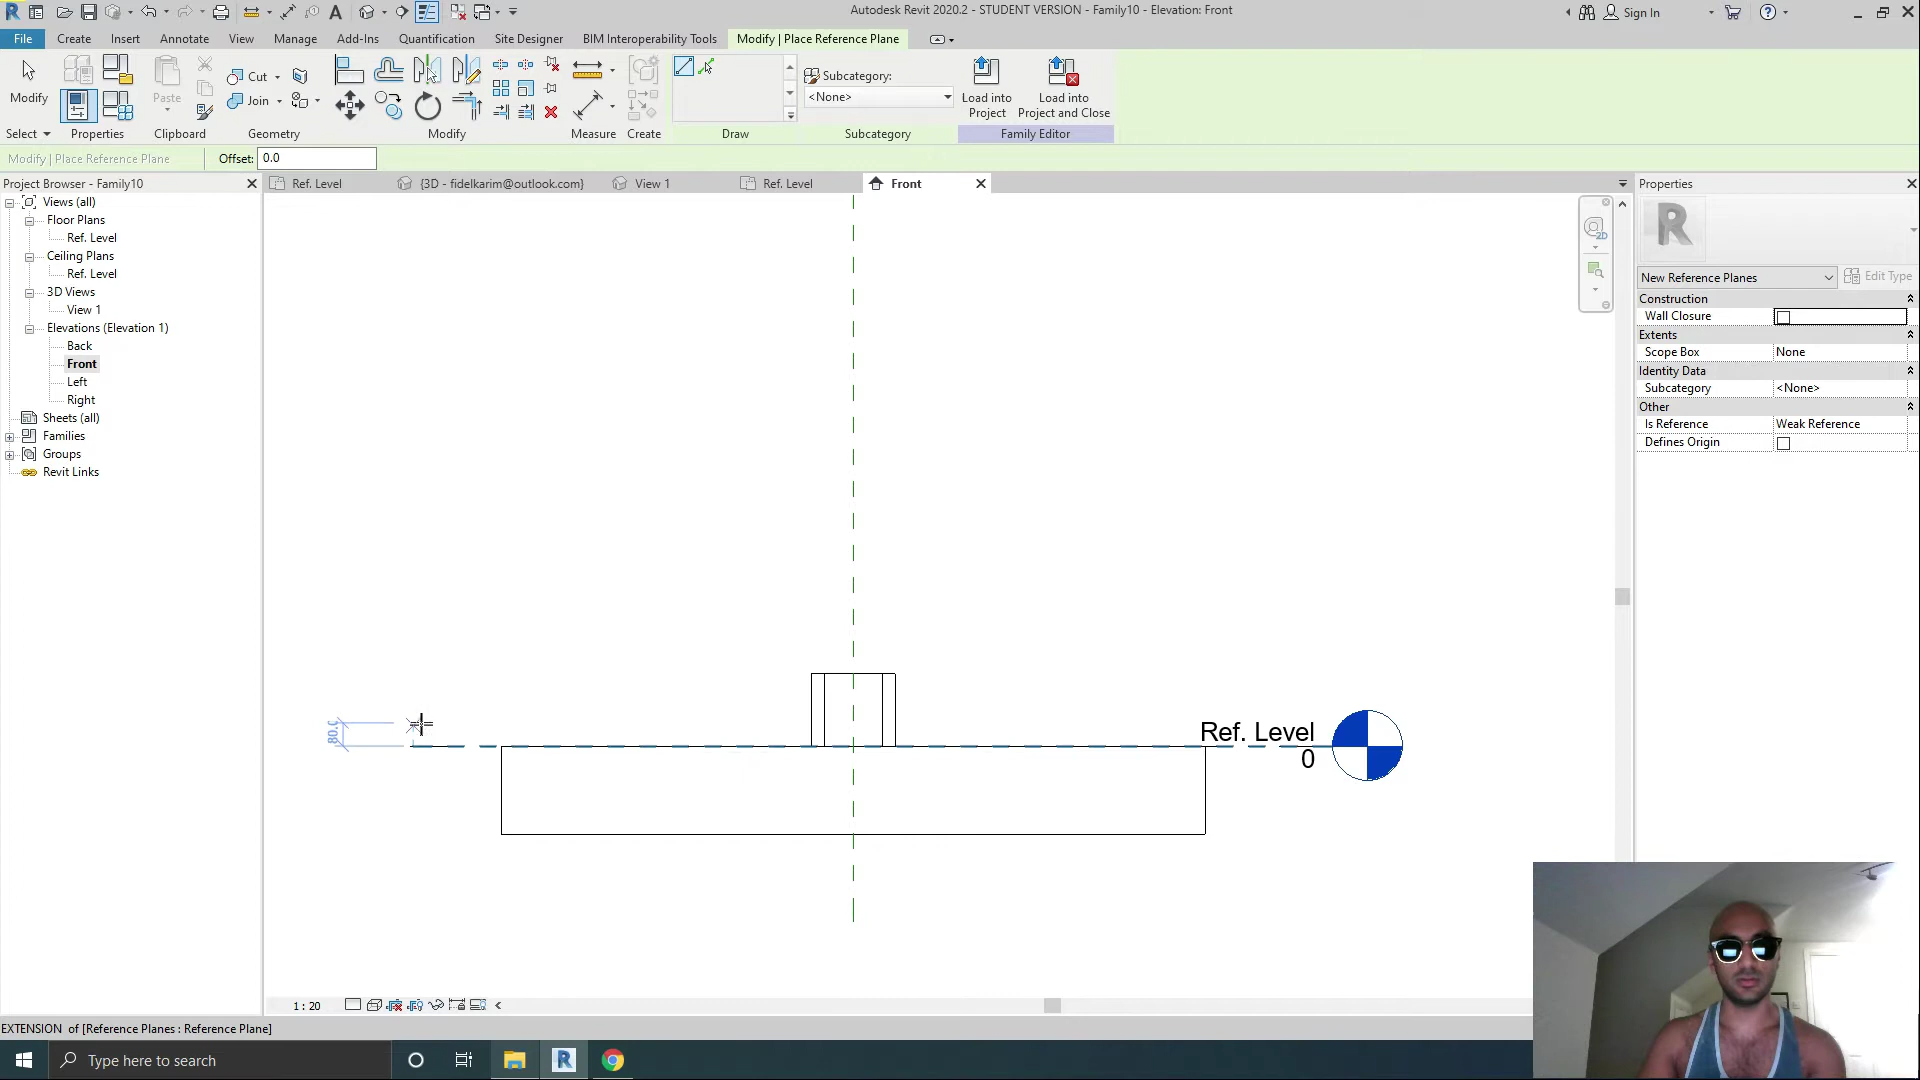 Autodesk Revit 2020.2 - STUDENT VERSION - Family10 - Elevation: Front
Sign In
File Create Insert Annotate View Manage Add-Ins Quantification Site Designer BIM Interoperability Tools Modify | Place Reference Plane
Modify Paste Cut Join Subcategory: <None> Load into Project Load into Project and Close
Select Properties Clipboard Geometry Modify Measure Create Draw Subcategory Family Editor
Modify | Place Reference Plane Offset: 0.0
Project Browser - Family10
Ref. Level {3D - fidelkarim@outlook.com} View 1 Ref. Level Front
Properties
Views (all)
Floor Plans
Ref. Level
Ceiling Plans
Ref. Level
3D Views
View 1
Elevations (Elevation 1)
Back
Front
Left
Right
Sheets (all)
Families
Groups
Revit Links
2D
80.0
Ref. Level
0
R
New Reference Planes Edit Type
Construction
Wall Closure
Extents
Scope Box None
Identity Data
Subcategory <None>
Other
Is Reference Weak Reference
Defines Origin
1 : 20
EXTENSION of [Reference Planes : Reference Plane]
Type here to search